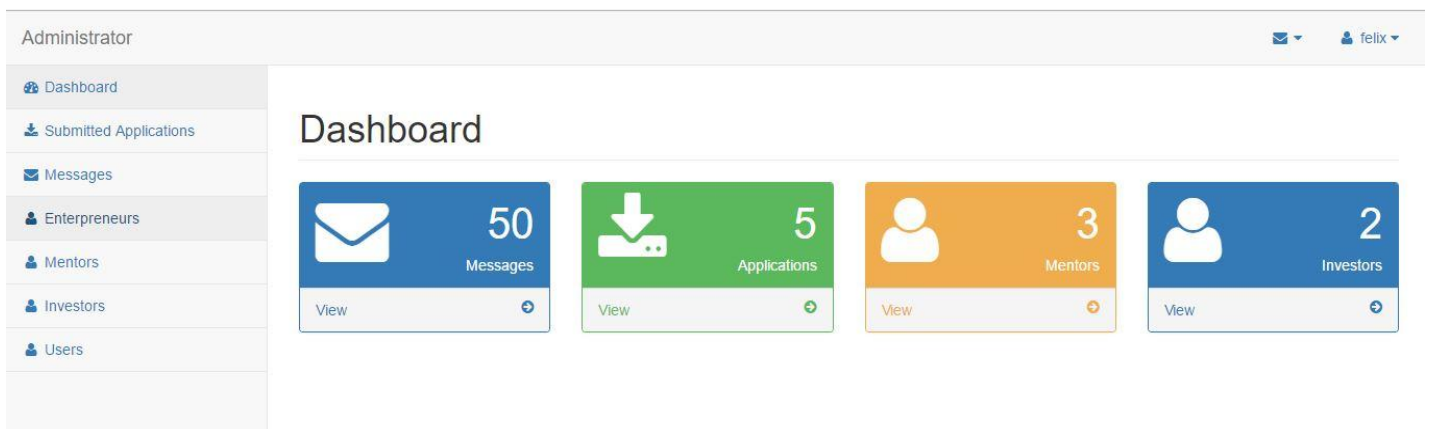 Administrator
felix
Dashboard
Submitted Applications
Messages
Enterpreneurs
Mentors
Investors
Users
Dashboard
50
Messages
View
5
Applications
View
3
Mentors
View
2
Investors
View